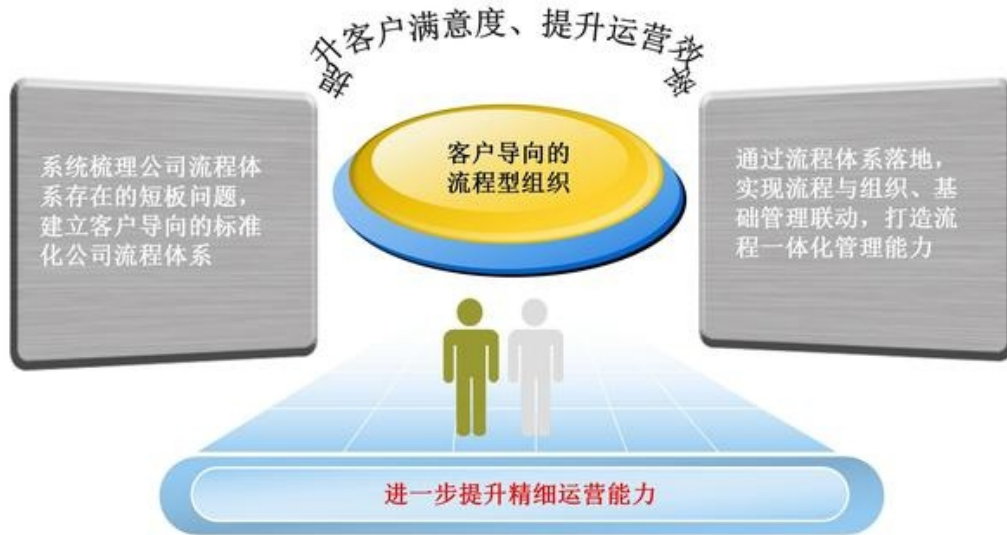 提升客户满意度、提升运营效率
系统梳理公司流程体
系存在的短板问题，
建立客户导向的标准
化公司流程体系
客户导向的
流程型组织
通过流程体系落地，
实现流程与组织、基
础管理联动，打造流
程一体化管理能力
进一步提升精细运营能力